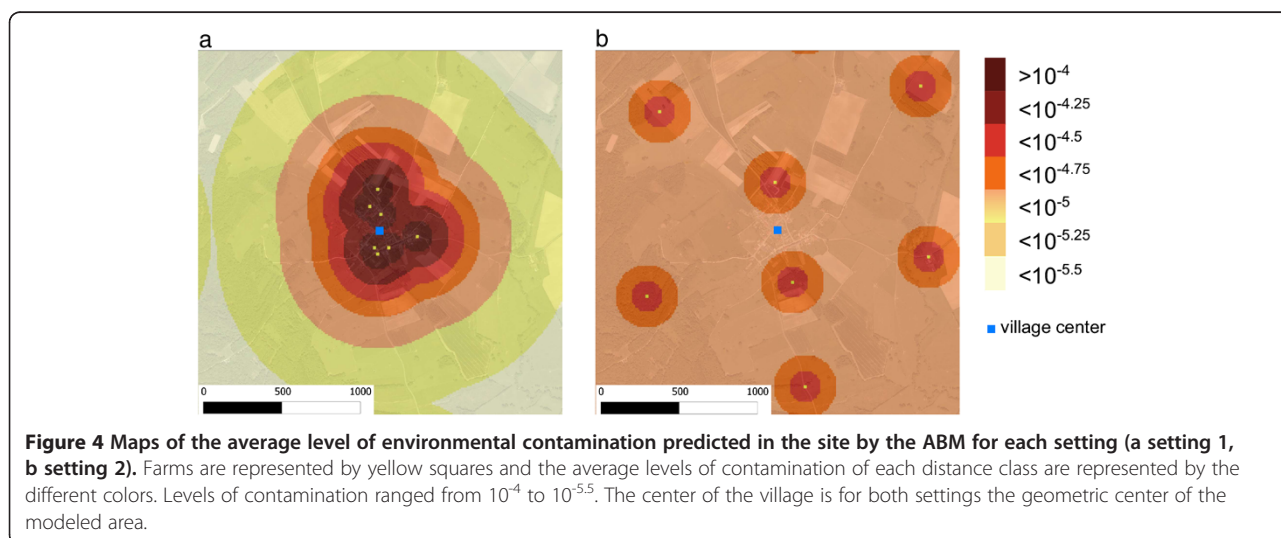 a
b
>10-4
<10-4.25
<10-4.5
<10-4.75
<10-5
<10-5.25
<10-5.5
village center
0 500 1000
0 500 1000
Figure 4 Maps of the average level of environmental contamination predicted in the site by the ABM for each setting (a setting 1,
b setting 2). Farms are represented by yellow squares and the average levels of contamination of each distance class are represented by the
different colors. Levels of contamination ranged from 10-4 to 10-5.5. The center of the village is for both settings the geometric center of the
modeled area.